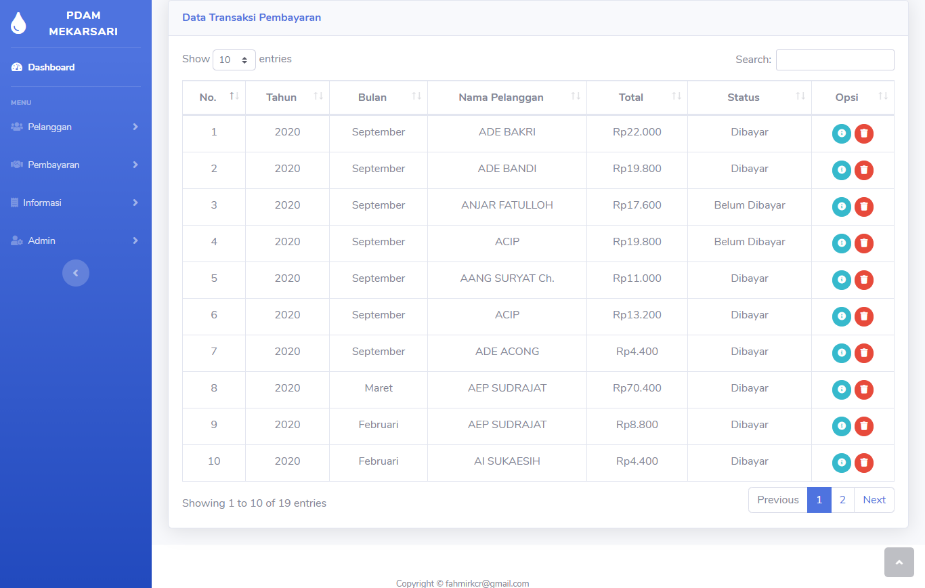 PDAM
MEKARSARI
Dashboard
MENU
Pelanggan
Pembayaran
Informasi
Admin
Data Transaksi Pembayaran
Show 10 entries Search:
No. Tahun Bulan Nama Pelanggan Total Status Opsi
1 2020 September ADE BAKRI Rp22.000 Dibayar
2 2020 September ADE BANDI Rp19.800 Dibayar
3 2020 September ANJAR FATULLOH Rp17.600 Belum Dibayar
4 2020 September ACIP Rp19.800 Belum Dibayar
5 2020 September AANG SURYAT Ch. Rp11.000 Dibayar
6 2020 September ACIP Rp13.200 Dibayar
7 2020 September ADE ACONG Rp4.400 Dibayar
8 2020 Maret AEP SUDRAJAT Rp70.400 Dibayar
9 2020 Februari AEP SUDRAJAT Rp8.800 Dibayar
10 2020 Februari AI SUKAESIH Rp4.400 Dibayar
Showing 1 to 10 of 19 entries Previous 1 2 Next
Copyright © fahmirkcr@gmail.com